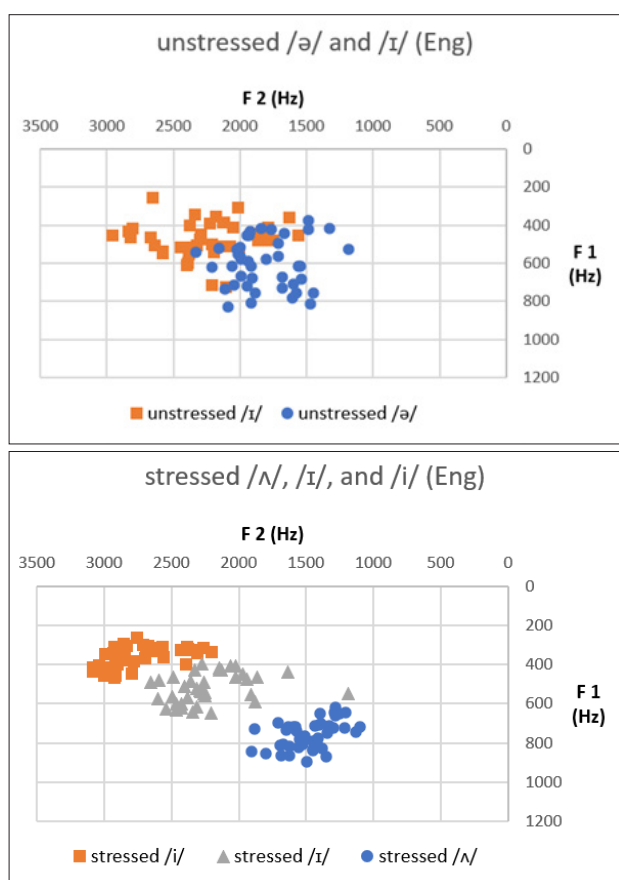 unstressed /ə/ and /ɪ/ (Eng)
F 2 (Hz)
3500 3000 2500 2000 1500 1000 500 0
0
200
400
600
F 1
(Hz)
800
1000
1200
unstressed /ɪ/ unstressed /ə/
stressed /ʌ/, /ɪ/, and /i/ (Eng)
F 2 (Hz)
3500 3000 2500 2000 1500 1000 500 0
0
200
400
600
F 1
(Hz)
800
1000
1200
stressed /i/ stressed /ɪ/ stressed /ʌ/